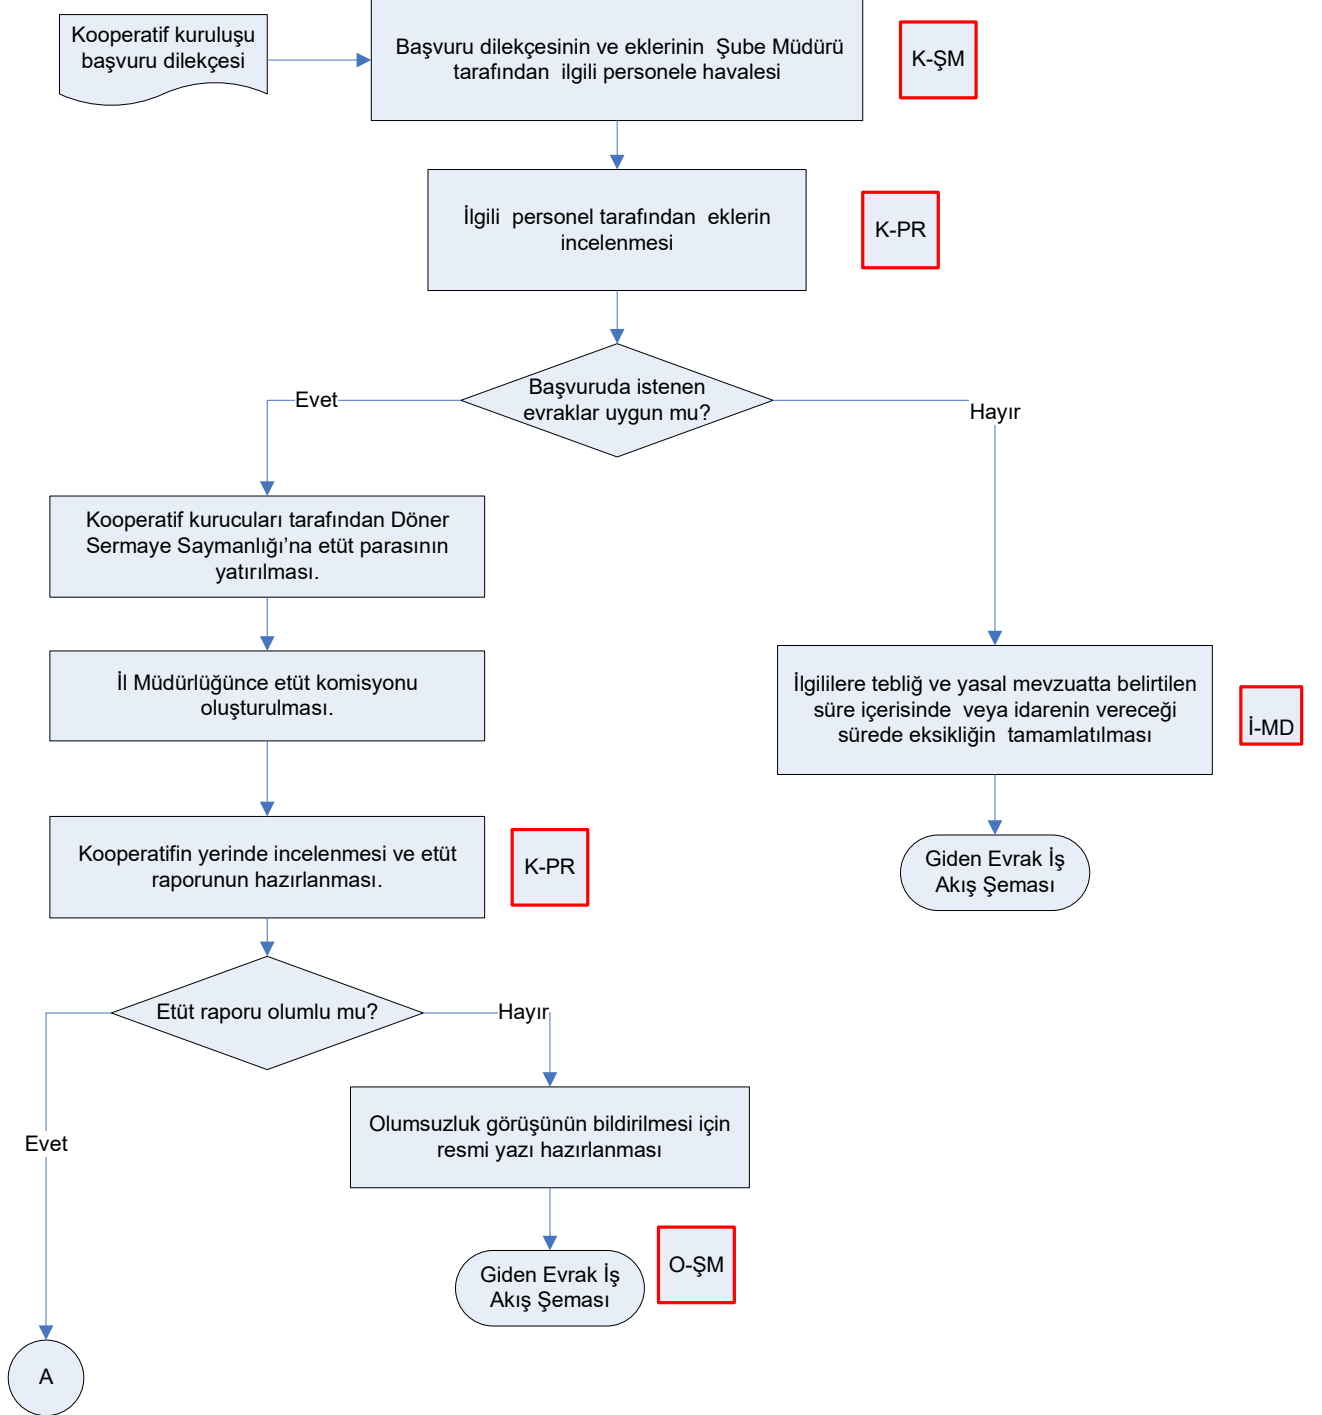 Kooperatif kuruluşu
başvuru dilekçesi
Başvuru dilekçesinin ve eklerinin Şube Müdürü
tarafından ilgili personele havalesi
K-ŞM
İlgili personel tarafından eklerin
incelenmesi
K-PR
Başvuruda istenen
evraklar uygun mu?
Evet
Hayır
Kooperatif kurucuları tarafından Döner
Sermaye Saymanlığı’na etüt parasının
yatırılması.
İl Müdürlüğünce etüt komisyonu
oluşturulması.
İlgililere tebliğ ve yasal mevzuatta belirtilen
süre içerisinde veya idarenin vereceği
sürede eksikliğin tamamlatılması
İ-MD
Kooperatifin yerinde incelenmesi ve etüt
raporunun hazırlanması.
K-PR
Giden Evrak İş
Akış Şeması
Etüt raporu olumlu mu?
Hayır
Evet
Olumsuzluk görüşünün bildirilmesi için
resmi yazı hazırlanması
Giden Evrak İş
Akış Şeması
O-ŞM
A